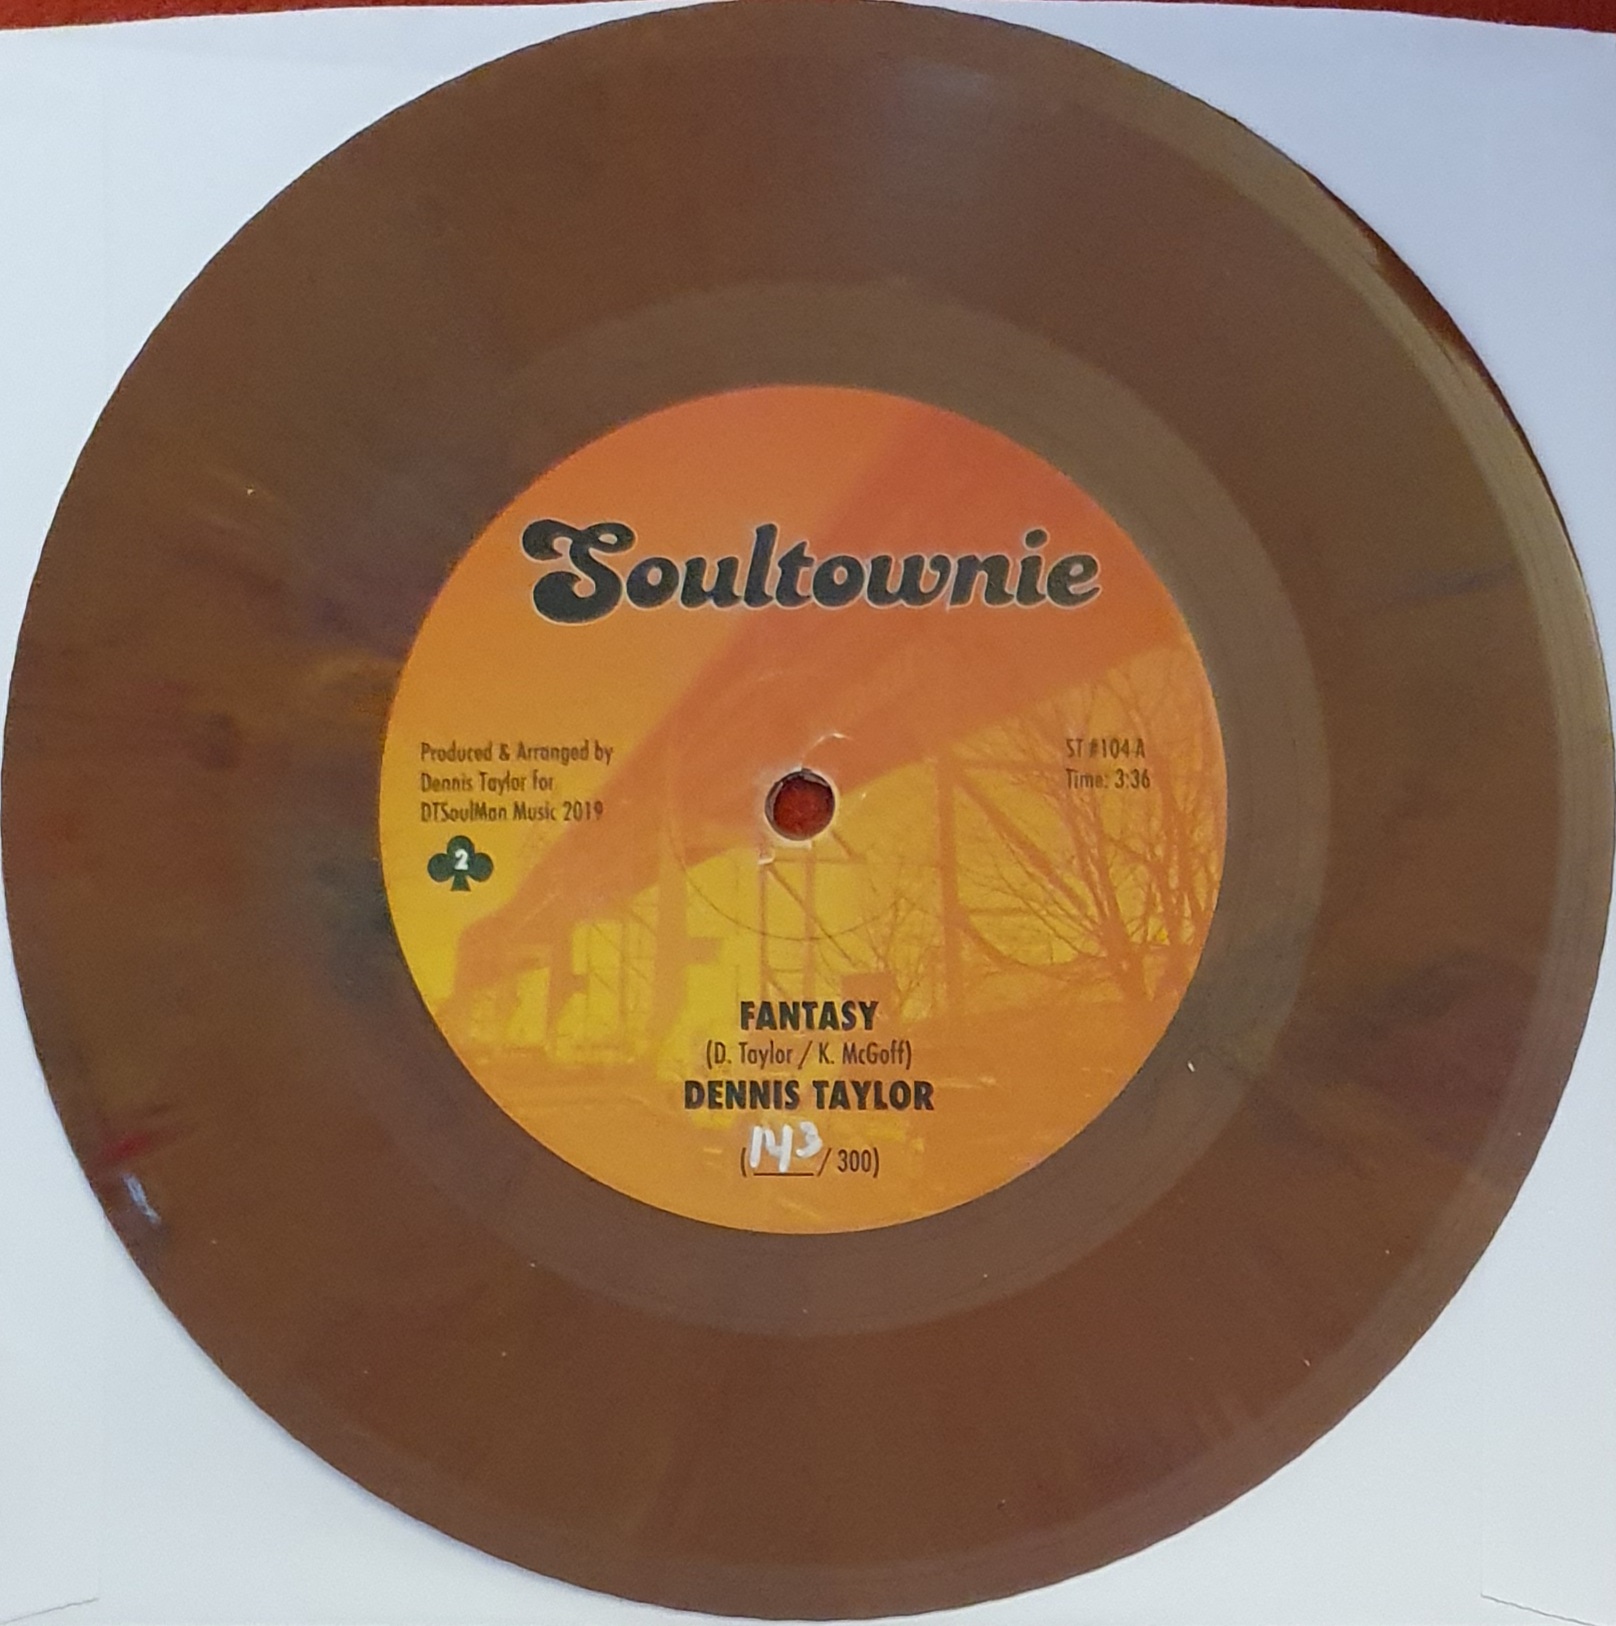 Soultownie
Produced & Arranged by
Dennis Taylor for
DTSoulMan Music 2019
2
ST #104 A
Time: 3:36
FANTASY
(D. Taylor / K. McGoff)
DENNIS TAYLOR
(143/ 300)